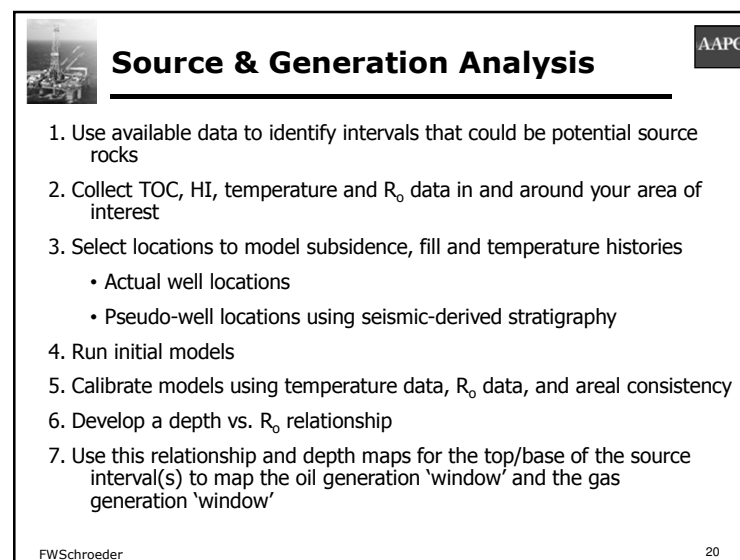 Source & Generation Analysis
AAPG
1. Use available data to identify intervals that could be potential source
rocks
2. Collect TOC, HI, temperature and Ro data in and around your area of
interest
3. Select locations to model subsidence, fill and temperature histories
• Actual well locations
• Pseudo-well locations using seismic-derived stratigraphy
4. Run initial models
5. Calibrate models using temperature data, Ro data, and areal consistency
6. Develop a depth vs. Ro relationship
7. Use this relationship and depth maps for the top/base of the source
interval(s) to map the oil generation ‘window’ and the gas
generation ‘window’
FWSchroeder
20